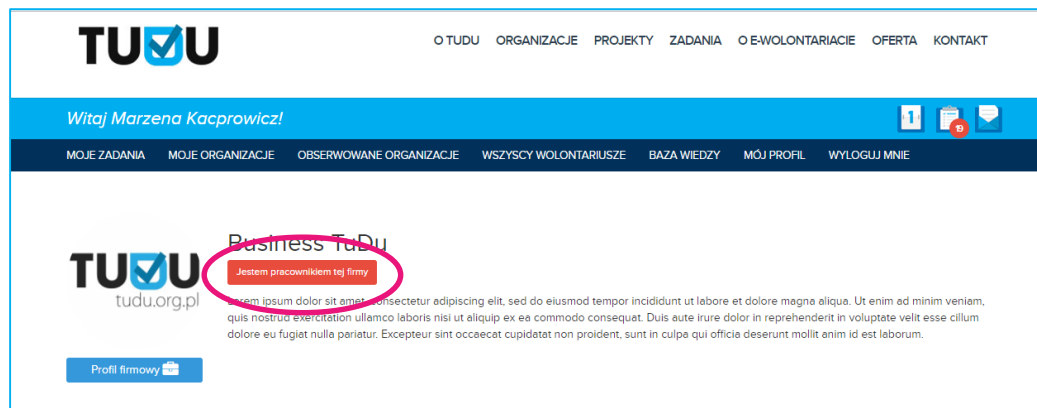 TUDU
O TUDU ORGANIZACJE PROJEKTY ZADANIA O E-WOLONTARIACIE OFERTA KONTAKT
Witaj Marzena Kacprowicz!
1
19
MOJE ZADANIA MOJE ORGANIZACJE OBSERWOWANE ORGANIZACJE WSZYSCY WOLONTARIUSZE BAZA WIEDZY MÓJ PROFIL WYLOGUJ MNIE
Business TuDu
TUDU
tudu.org.pl
Jestem pracownikiem tej firmy
Lorem ipsum dolor sit amet, consectetur adipiscing elit, sed do eiusmod tempor incididunt ut labore et dolore magna aliqua. Ut enim ad minim veniam,
quis nostrud exercitation ullamco laboris nisi ut aliquip ex ea commodo consequat. Duis aute irure dolor in reprehenderit in voluptate velit esse cillum
dolore eu fugiat nulla pariatur. Excepteur sint occaecat cupidatat non proident, sunt in culpa qui officia deserunt mollit anim id est laborum.
Profil firmowy